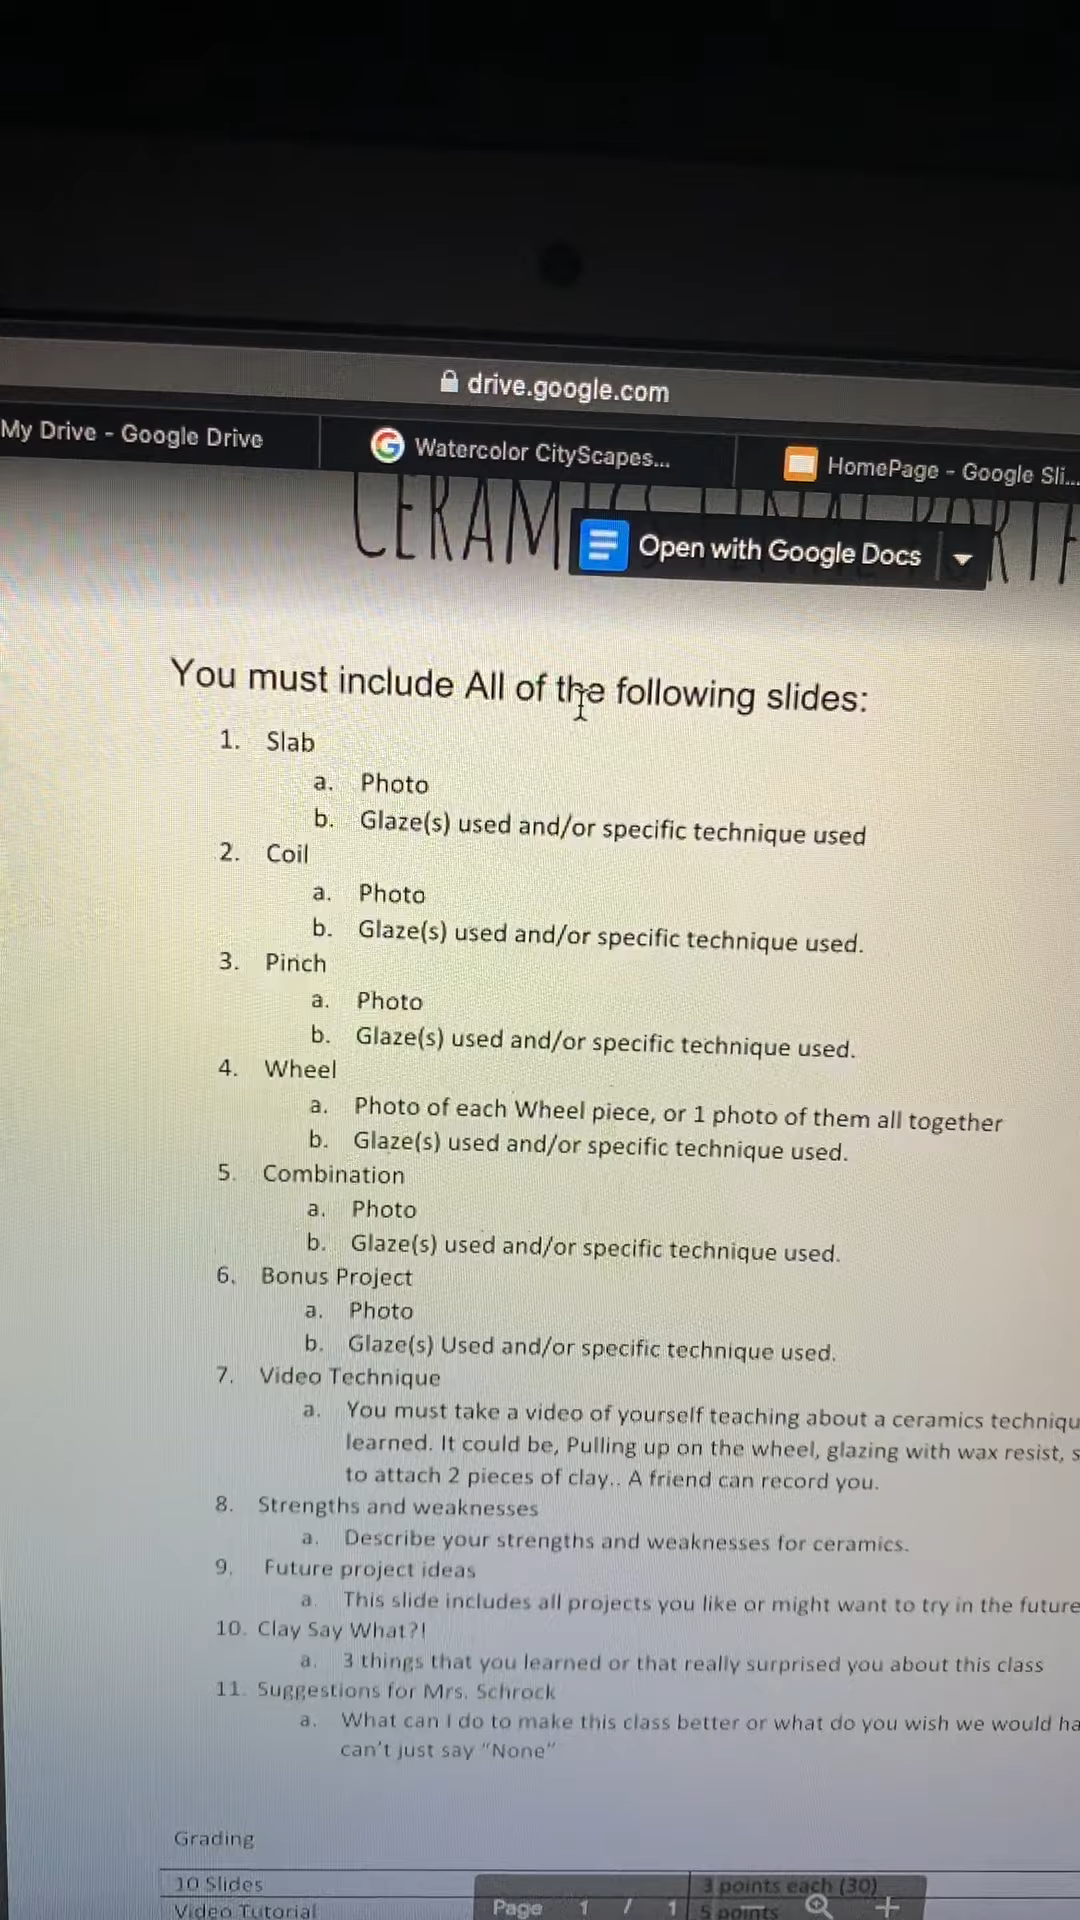 drive.google.com
My Drive - Google Drive
Watercolor CityScapes...
HomePage - Google Sli...
Open with Google Docs
You must include All of the following slides:
1. Slab
a. Photo
b. Glaze(s) used and/or specific technique used
2. Coil
a. Photo
b. Glaze(s) used and/or specific technique used.
3. Pinch
a. Photo
b. Glaze(s) used and/or specific technique used.
4. Wheel
a. Photo of each Wheel piece, or 1 photo of them all together
b. Glaze(s) used and/or specific technique used.
5. Combination
a. Photo
b. Glaze(s) used and/or specific technique used.
6. Bonus Project
a. Photo
b. Glaze(s) Used and/or specific technique used.
7. Video Technique
a. You must take a video of yourself teaching about a ceramics techniqu
learned. It could be, Pulling up on the wheel, glazing with wax resist, s
to attach 2 pieces of clay.. A friend can record you.
8. Strengths and weaknesses
a. Describe your strengths and weaknesses for ceramics.
9. Future project ideas
a. This slide includes all projects you like or might want to try in the future
10. Clay Say What?!
a. 3 things that you learned or that really surprised you about this class
11. Suggestions for Mrs. Schrock
a. What can I do to make this class better or what do you wish we would ha
can't just say "None"
Grading
10 Slides 3 points each (30)
Video Tutorial 5 points
Page 1 / 1